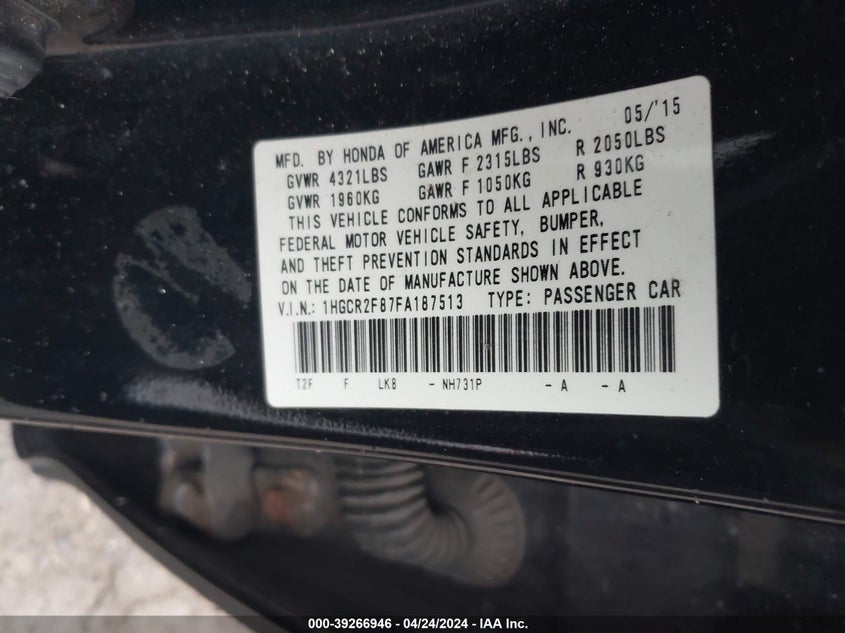 05/'15
MFD. BY HONDA OF AMERICA MFG., INC.
GVWR 4321LBS GAWR F 2315LBS R 2050LBS
GVWR 1960KG GAWR F 1050KG R 930KG
THIS VEHICLE CONFORMS TO ALL APPLICABLE
FEDERAL MOTOR VEHICLE SAFETY, BUMPER,
AND THEFT PREVENTION STANDARDS IN EFFECT
ON THE DATE OF MANUFACTURE SHOWN ABOVE.
V.I.N.: 1HGCR2F87FA187513 TYPE: PASSENGER CAR
T2F F LKB - NH731P - A - A
000-39266946 - 04/24/2024 - IAA Inc.